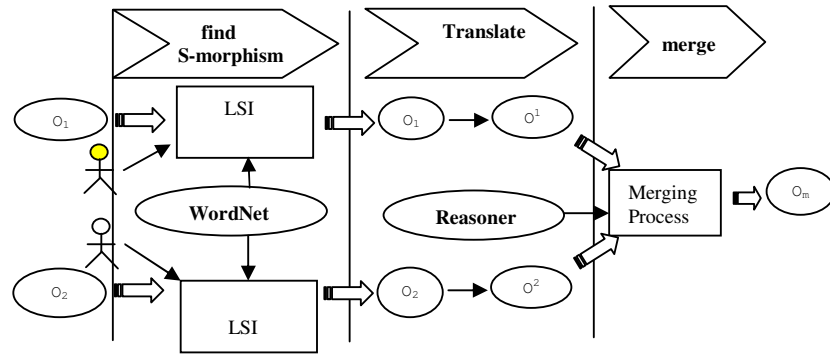 find
S-morphism
Translate
merge
O₁
LSI
O₁
O¹
WordNet
Reasoner
Merging
Process
Oₘ
O₂
LSI
O₂
O²